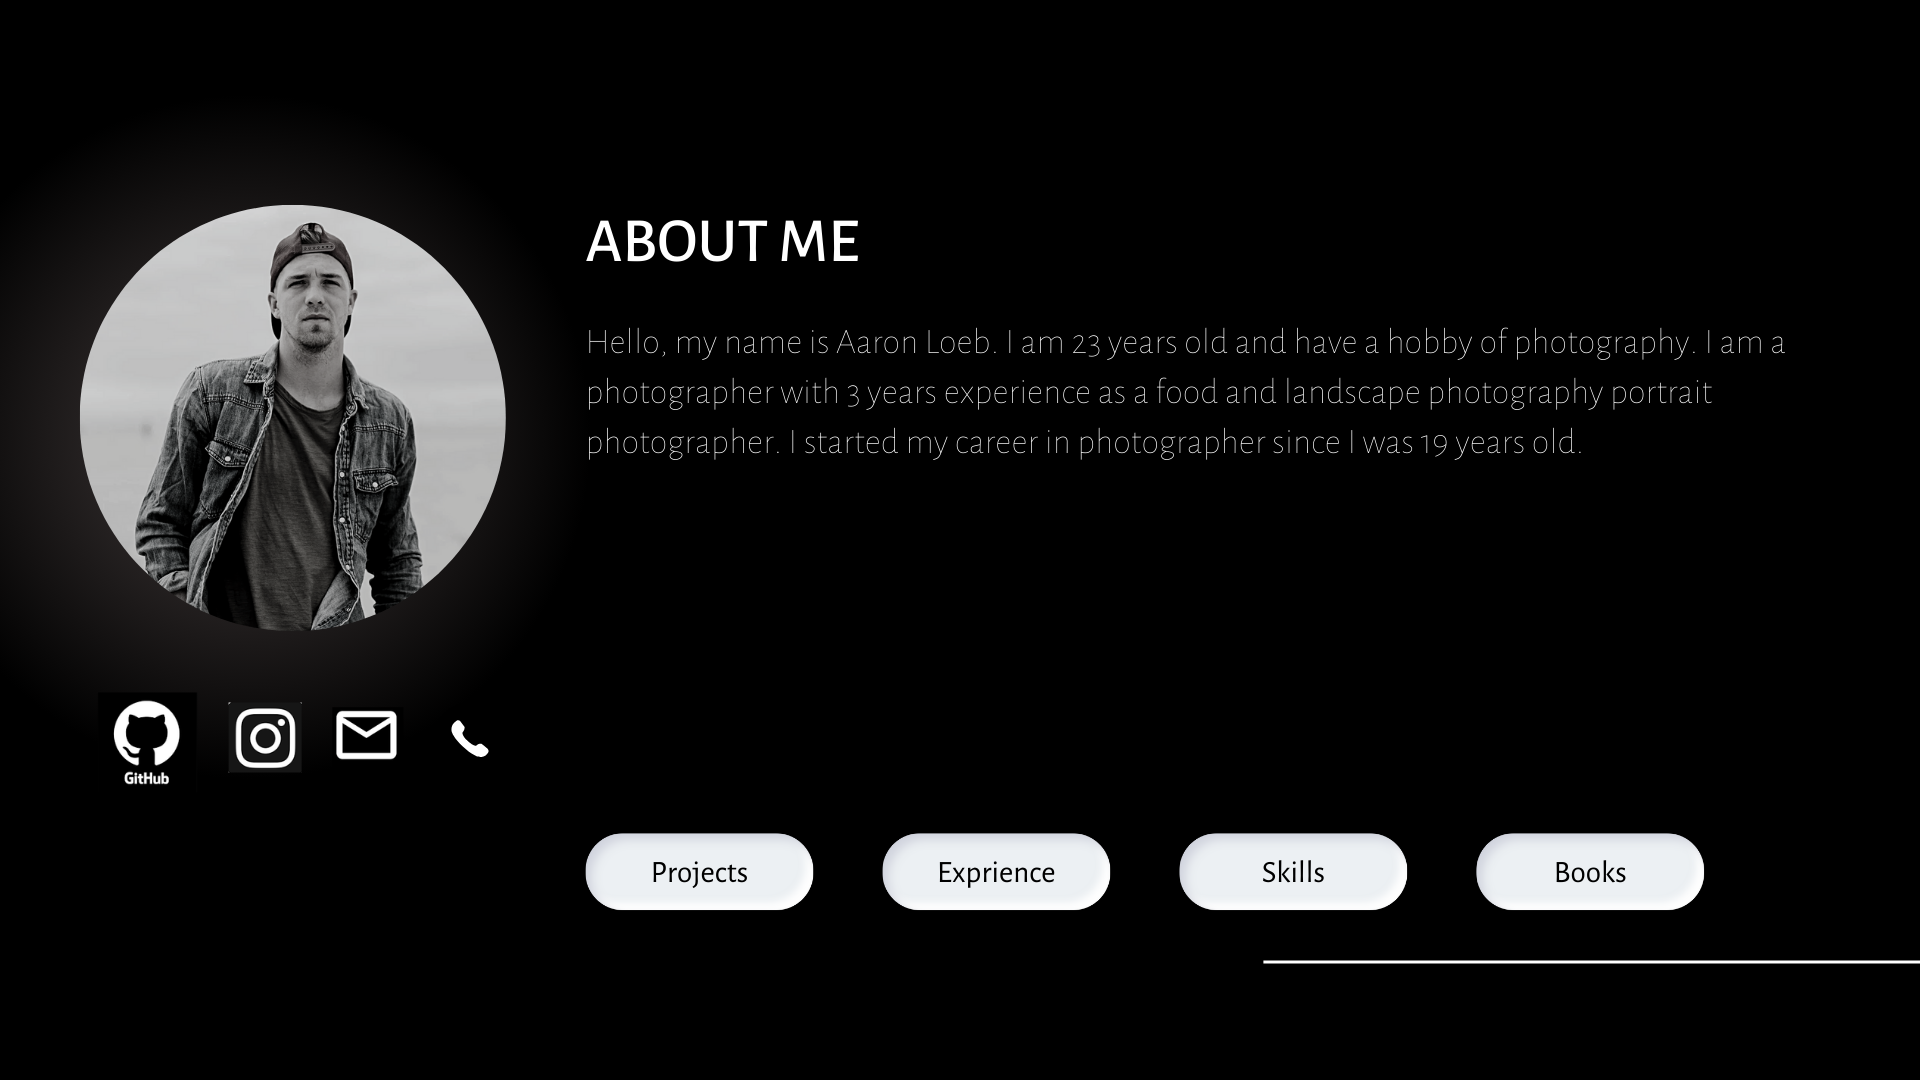 ABOUT ME
Hello, my name is Aaron Loeb. I am 23 years old and have a hobby of photography. I am a
photographer with 3 years experience as a food and landscape photography portrait
photographer. I started my career in photographer since I was 19 years old.
GitHub
Projects
Exprience
Skills
Books